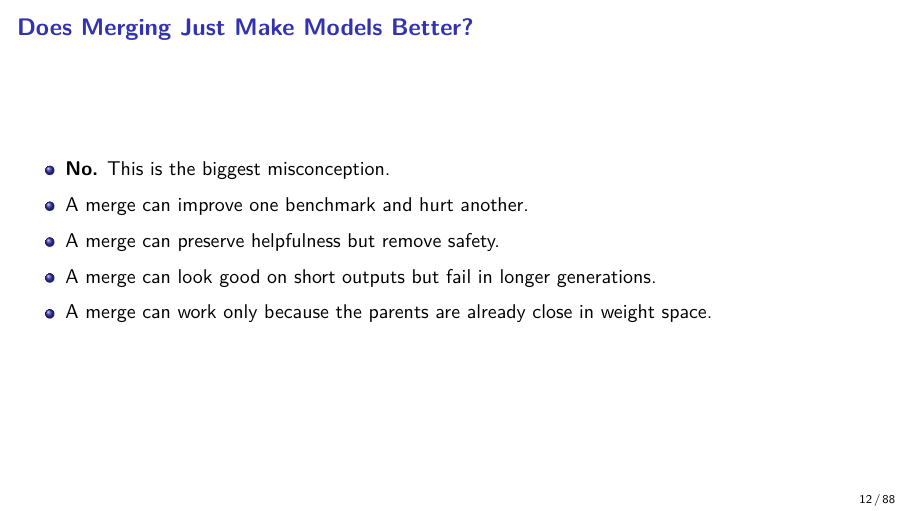 Does Merging Just Make Models Better?
No. This is the biggest misconception.
A merge can improve one benchmark and hurt another.
A merge can preserve helpfulness but remove safety.
A merge can look good on short outputs but fail in longer generations.
A merge can work only because the parents are already close in weight space.
12 / 88